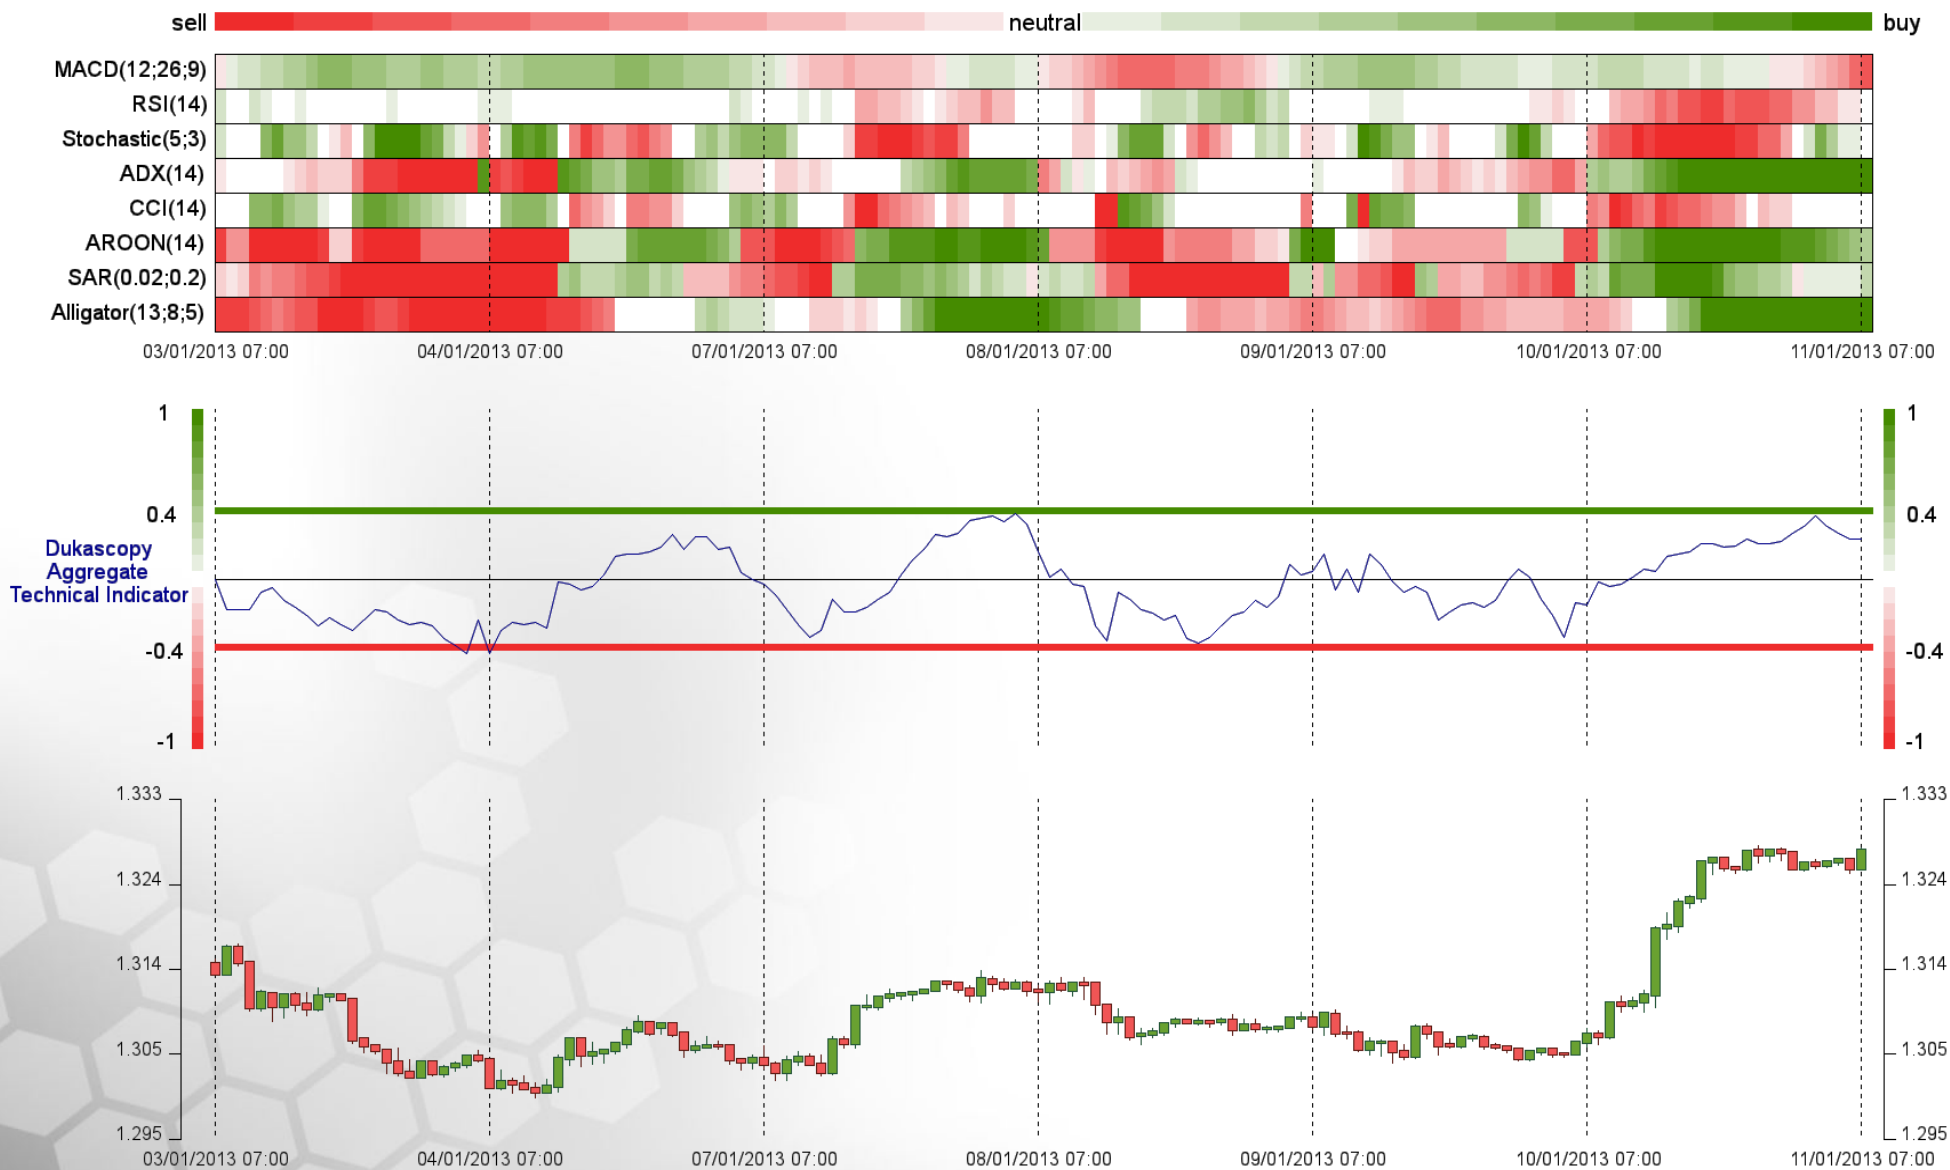 sell neutral buy
MACD(12;26;9)
RSI(14)
Stochastic(5;3)
ADX(14)
CCI(14)
AROON(14)
SAR(0.02;0.2)
Alligator(13;8;5)
03/01/2013 07:00 04/01/2013 07:00 07/01/2013 07:00 08/01/2013 07:00 09/01/2013 07:00 10/01/2013 07:00 11/01/2013 07:00
1 1
0.4 0.4
Dukascopy
Aggregate
Technical Indicator
-0.4 -0.4
-1 -1
1.333 1.333
1.324 1.324
1.314 1.314
1.305 1.305
1.295 1.295
03/01/2013 07:00 04/01/2013 07:00 07/01/2013 07:00 08/01/2013 07:00 09/01/2013 07:00 10/01/2013 07:00 11/01/2013 07:00